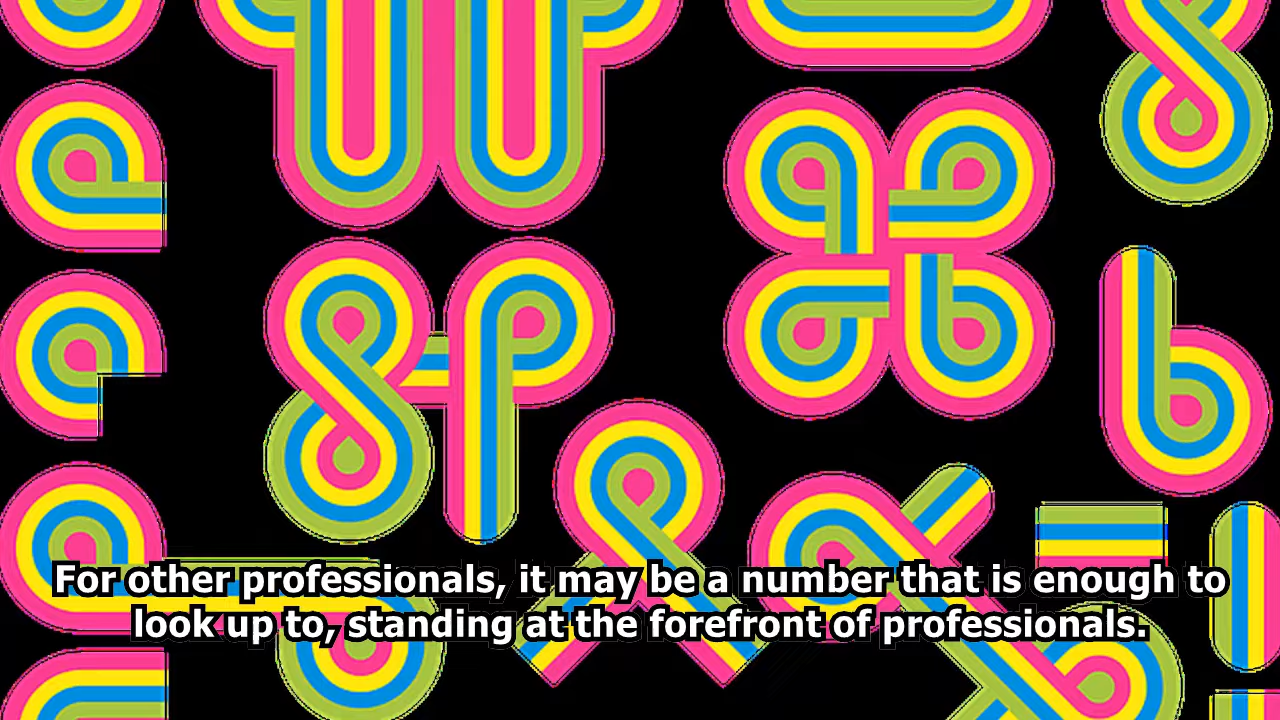 For other professionals, it may be a number that is enough to
look up to, standing at the forefront of professionals.